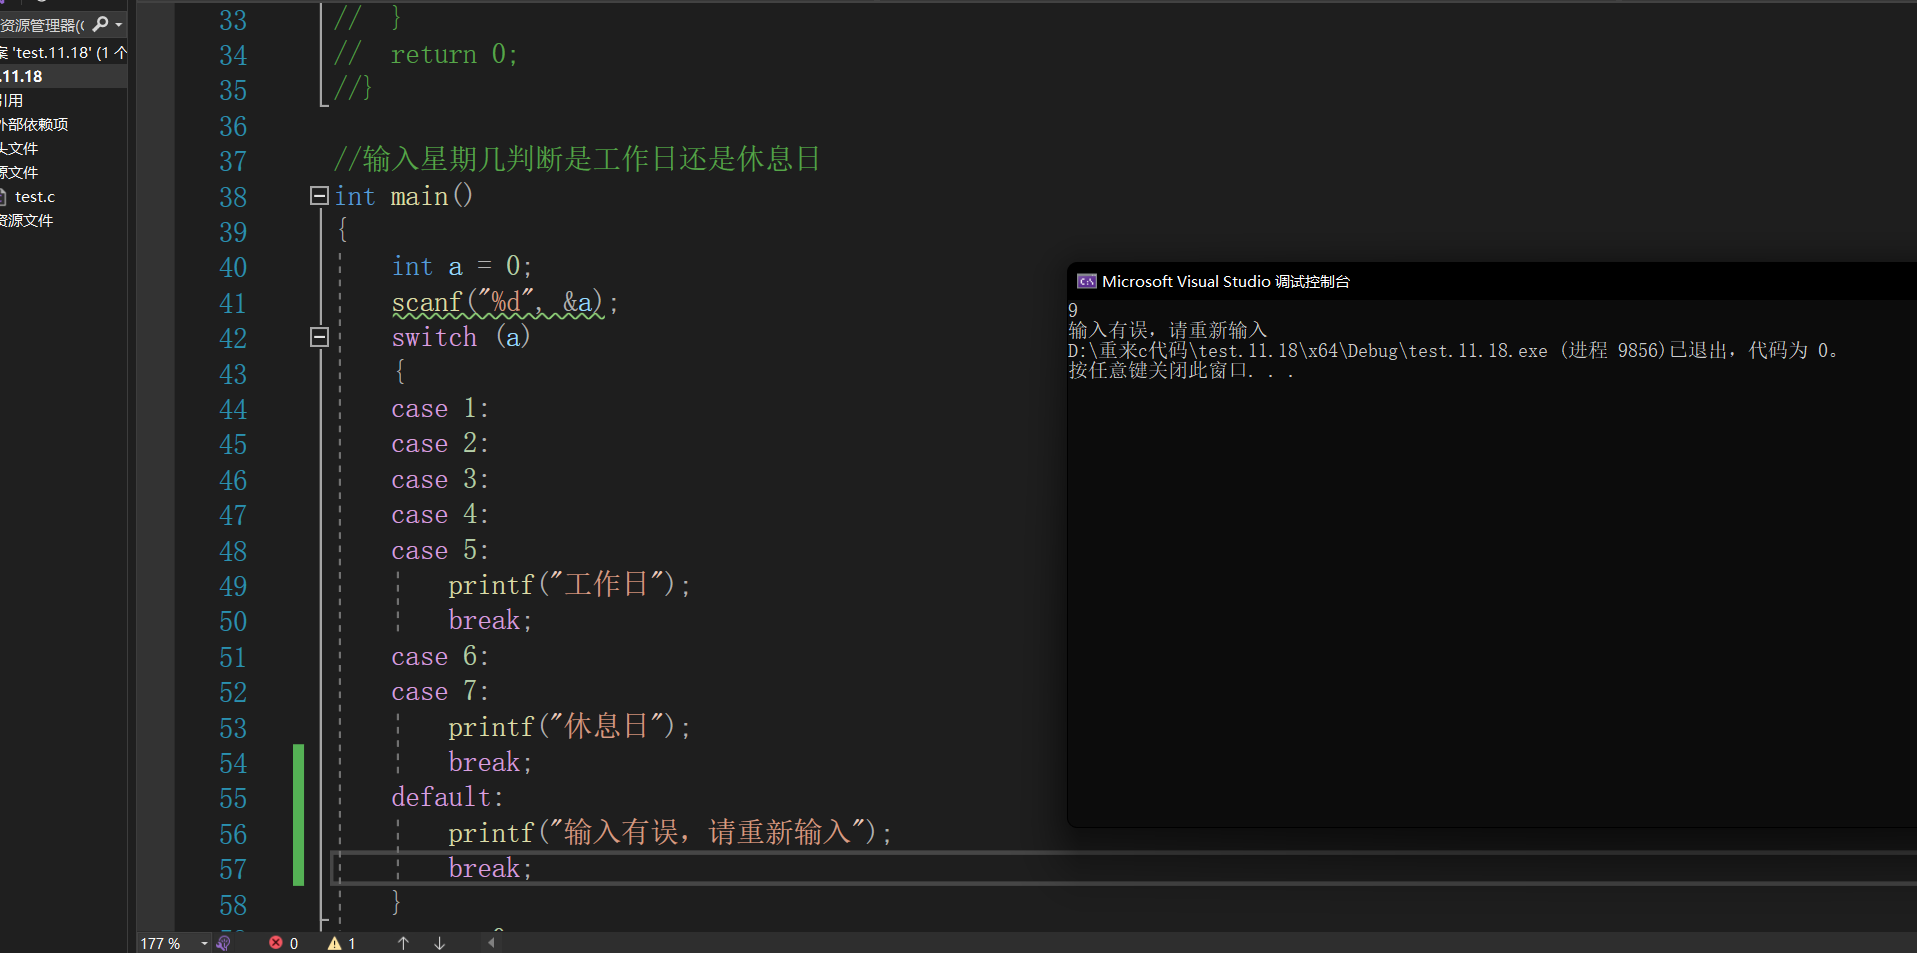 资源管理器(
案 'test.11.18' (1 个
.11.18
引用
外部依赖项
头文件
源文件
test.c
资源文件
33 //  }
34 //  return 0;
35 //}
36
37 //输入星期几判断是工作日还是休息日
38 int main()
39 {
40 int a = 0;
41 scanf("%d", &a);
42 switch (a)
43 {
44 case 1:
45 case 2:
46 case 3:
47 case 4:
48 case 5:
49 printf("工作日");
50 break;
51 case 6:
52 case 7:
53 printf("休息日");
54 break;
55 default:
56 printf("输入有误，请重新输入");
57 break;
58 }
177 %
0
1
Microsoft Visual Studio 调试控制台
9
输入有误，请重新输入
D:\重来c代码\test.11.18\x64\Debug\test.11.18.exe (进程 9856)已退出，代码为 0。
按任意键关闭此窗口. . .